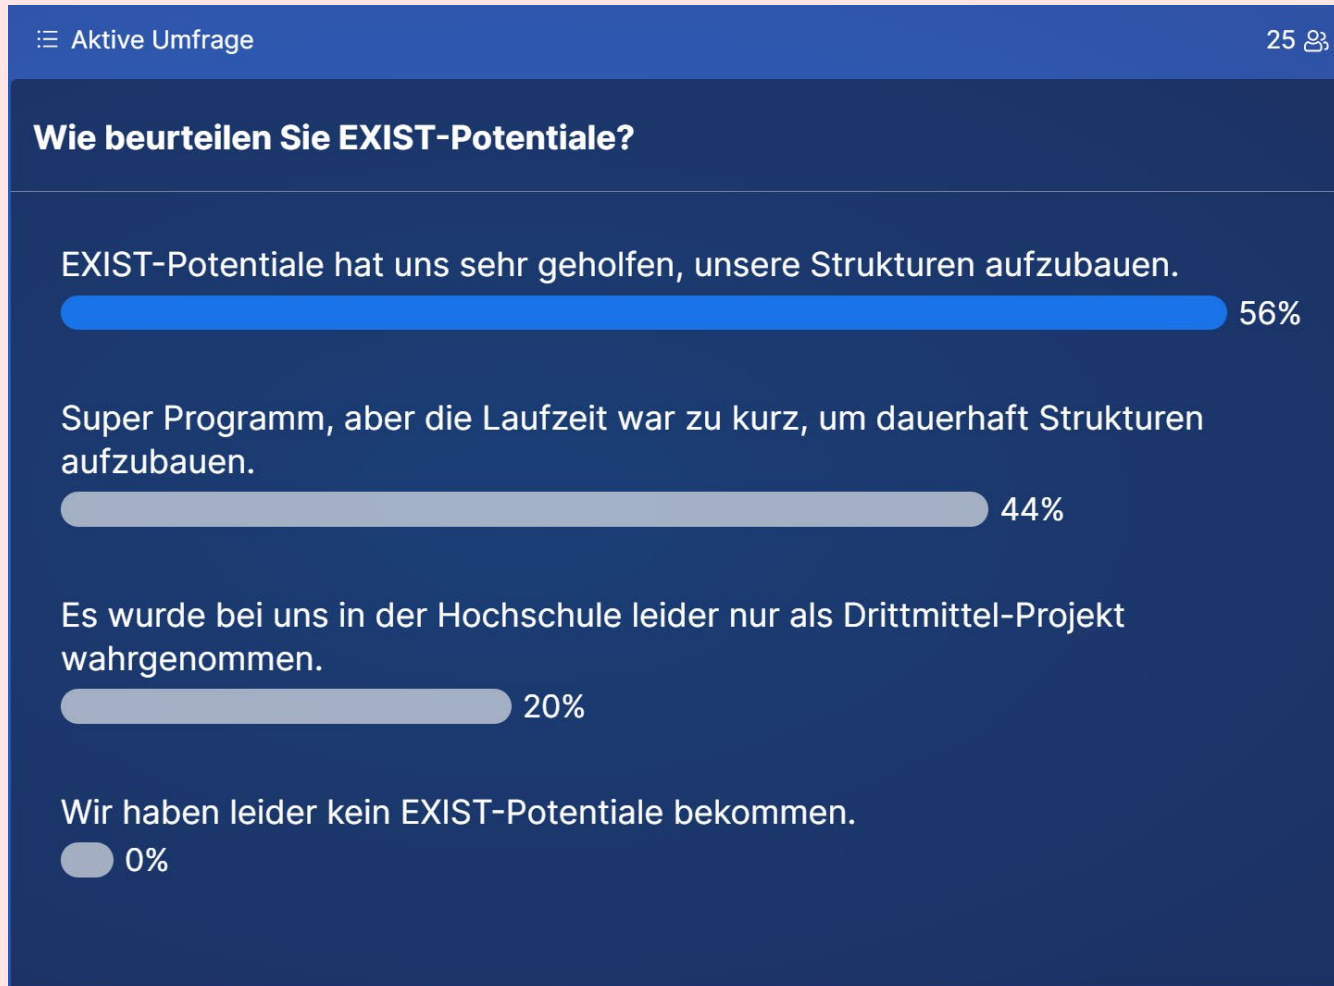 Aktive Umfrage
25
Wie beurteilen Sie EXIST-Potentiale?
EXIST-Potentiale hat uns sehr geholfen, unsere Strukturen aufzubauen.
56%
Super Programm, aber die Laufzeit war zu kurz, um dauerhaft Strukturen
aufzubauen.
44%
Es wurde bei uns in der Hochschule leider nur als Drittmittel-Projekt
wahrgenommen.
20%
Wir haben leider kein EXIST-Potentiale bekommen.
0%